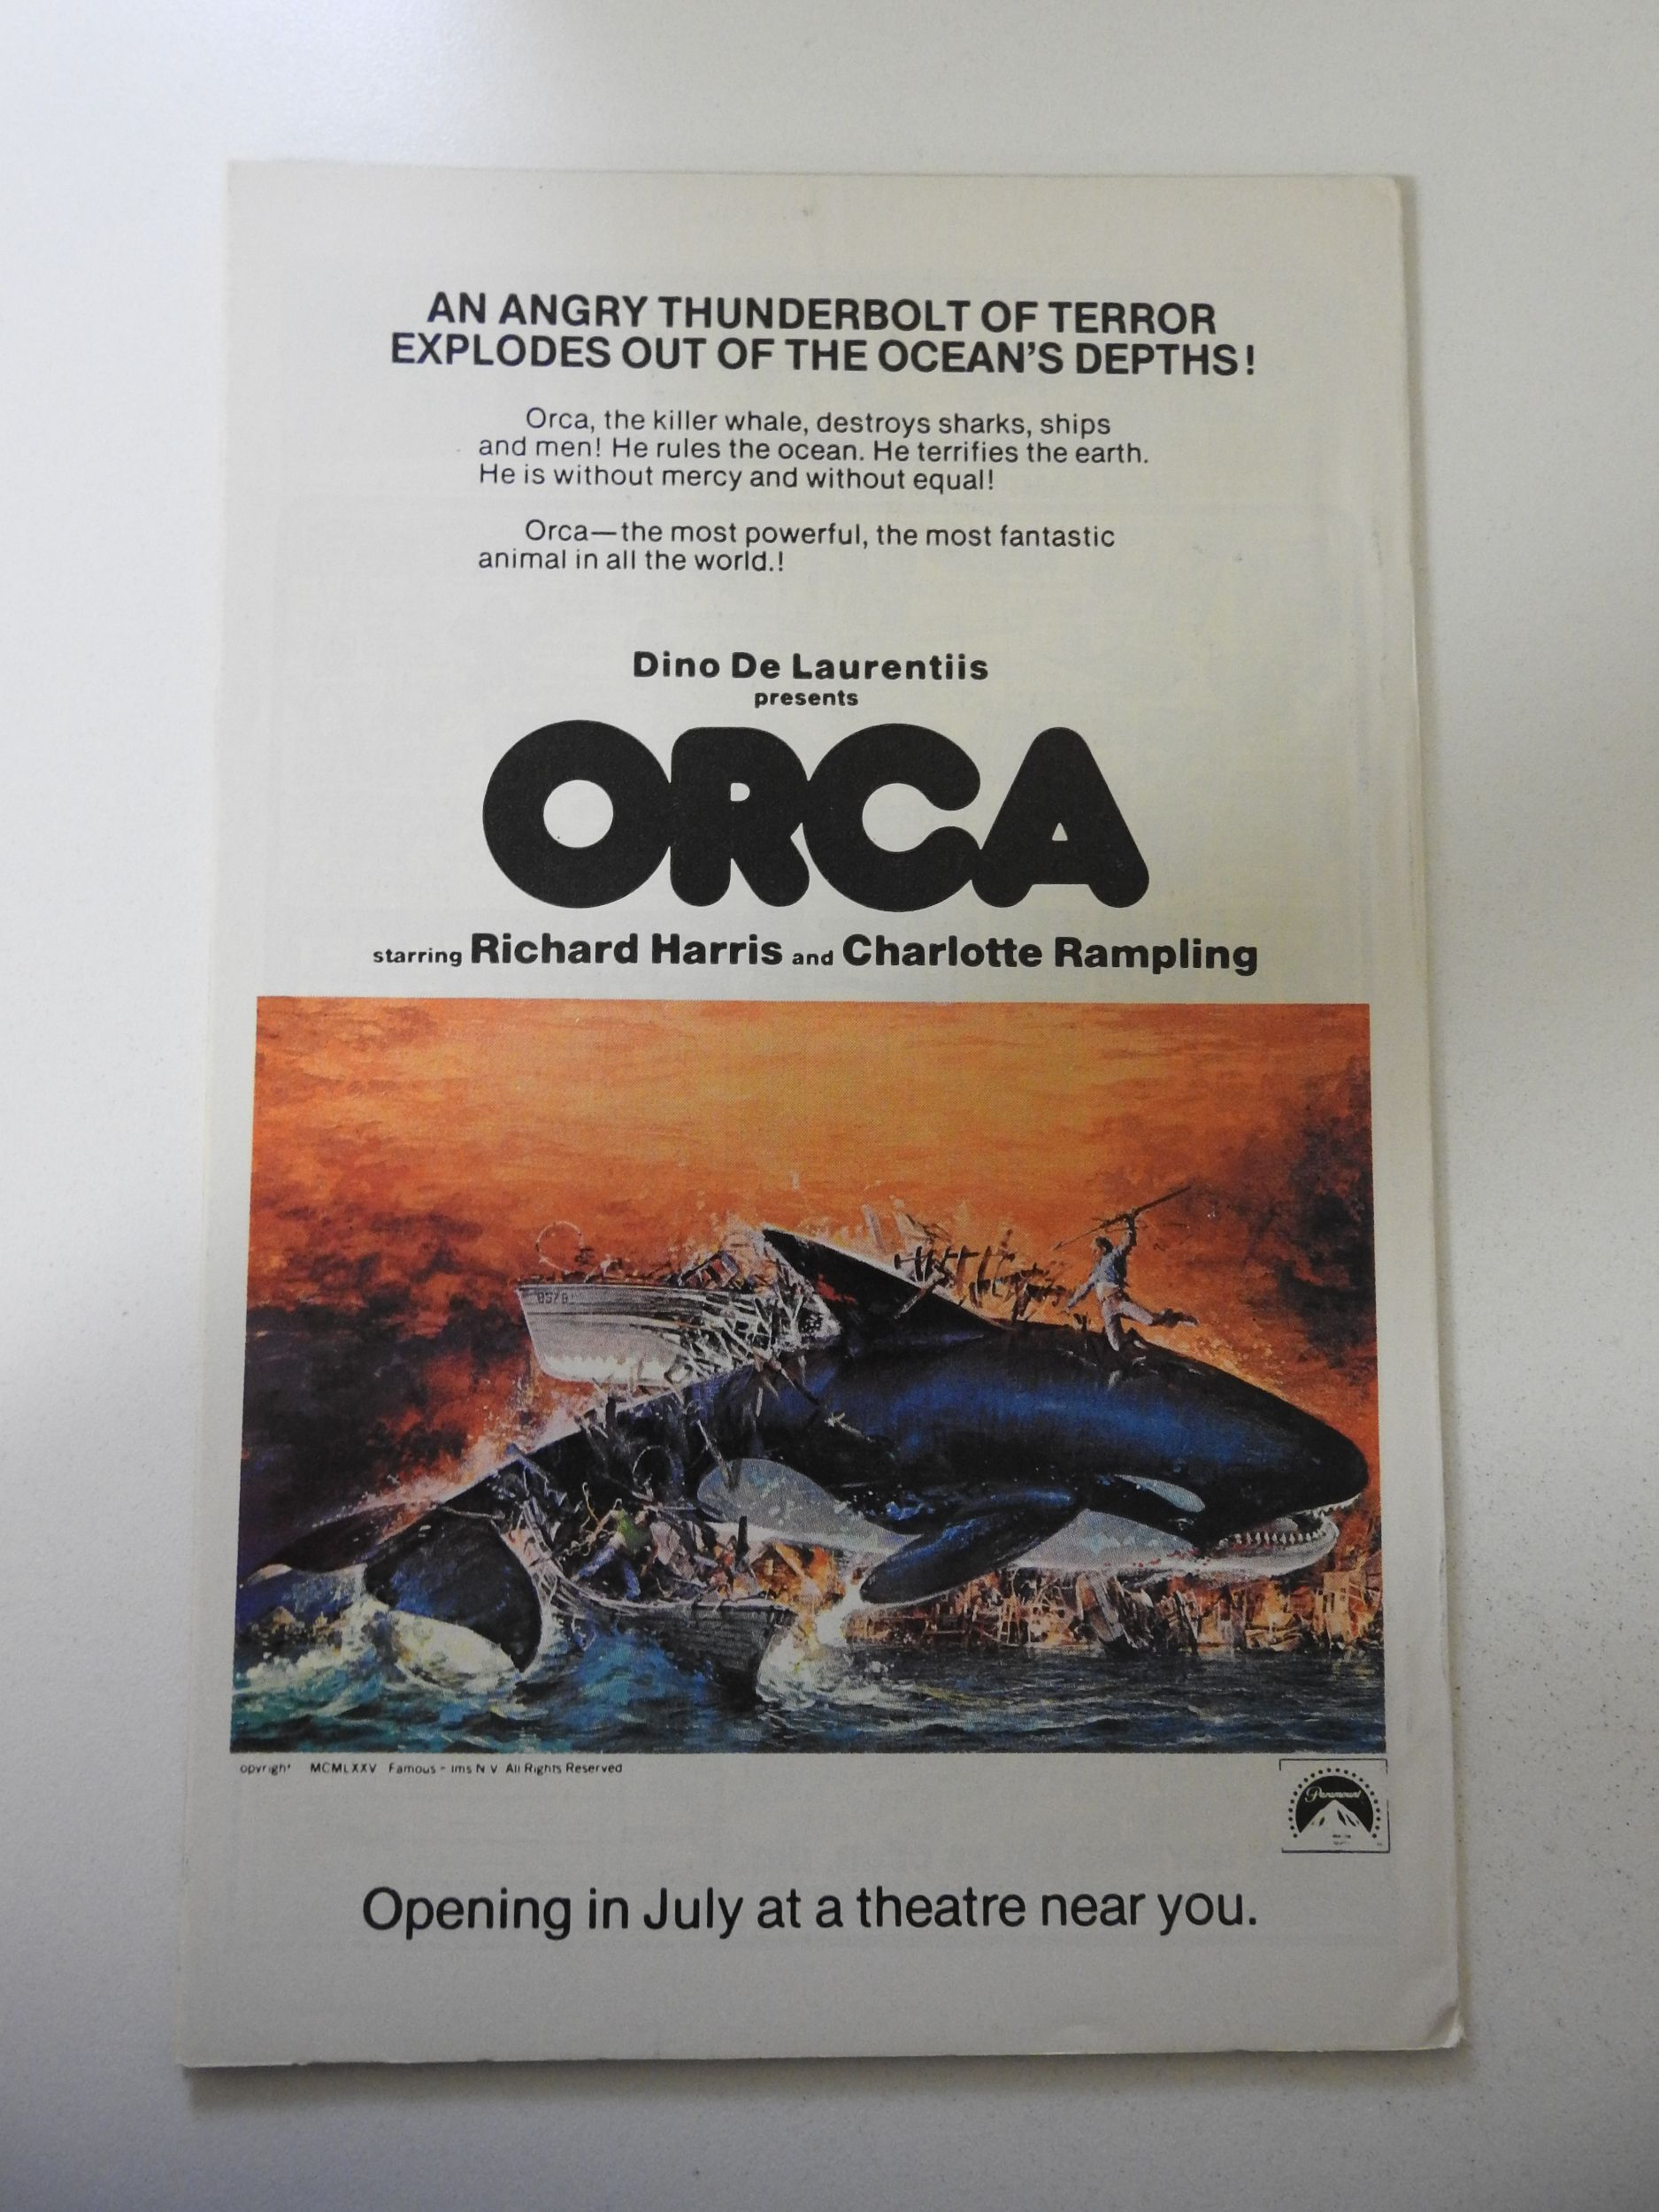 AN ANGRY THUNDERBOLT OF TERROR
EXPLODES OUT OF THE OCEAN'S DEPTHS!
Orca, the killer whale, destroys sharks, ships
and men! He rules the ocean. He terrifies the earth.
He is without mercy and without equal!
Orca—the most powerful, the most fantastic
animal in all the world.!
Dino De Laurentiis
presents
ORCA
starring Richard Harris and Charlotte Rampling
MCMLXXV Famous N V All Rights Reserved
Paramount
Opening in July at a theatre near you.